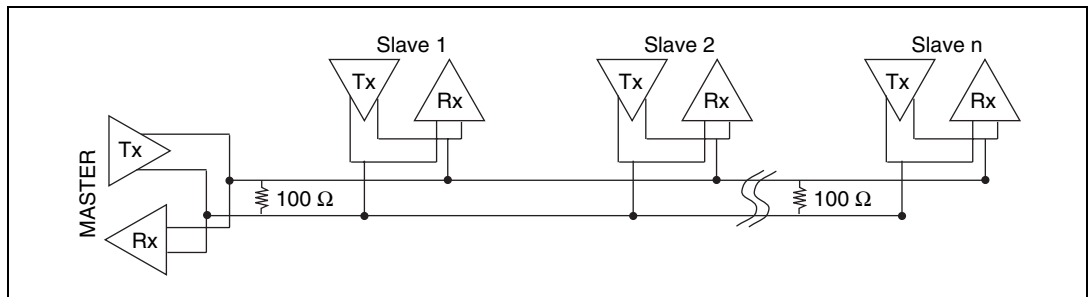 Slave 1
Slave 2
Slave n
Tx
Rx
Tx
Rx
Tx
Rx
MASTER
Tx
Rx
100 Ω
100 Ω